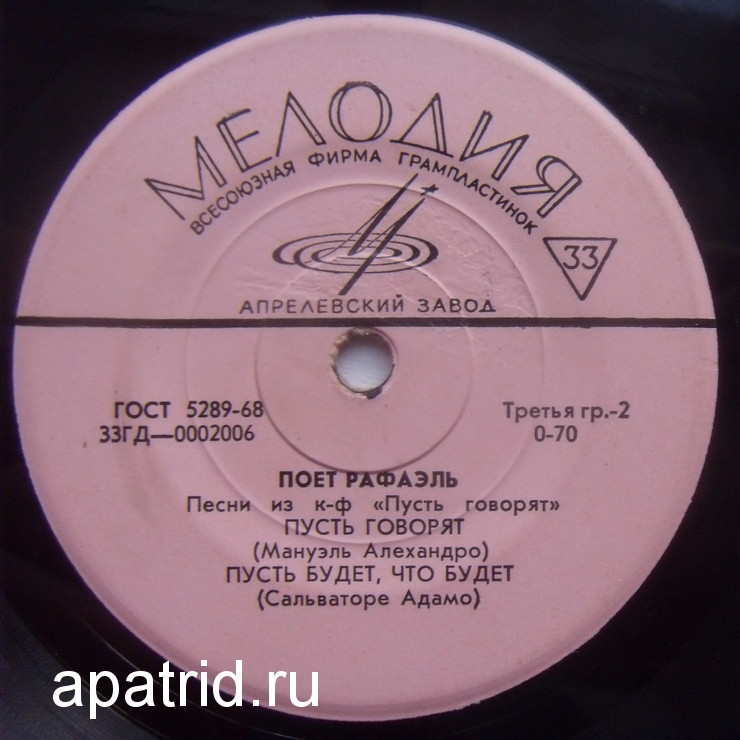 МЕЛОДИЯ
ВСЕСОЮЗНАЯ ФИРМА ГРАМПЛАСТИНОК
33
АПРЕЛЕВСКИЙ ЗАВОД
ГОСТ 5289-68
Третья гр.-2
33ГД—0002006
0-70
ПОЕТ РАФАЭЛЬ
Песни из к-ф «Пусть говорят»
ПУСТЬ ГОВОРЯТ
(Мануэль Алехандро)
ПУСТЬ БУДЕТ, ЧТО БУДЕТ
(Сальваторе Адамо)
apatrid.ru